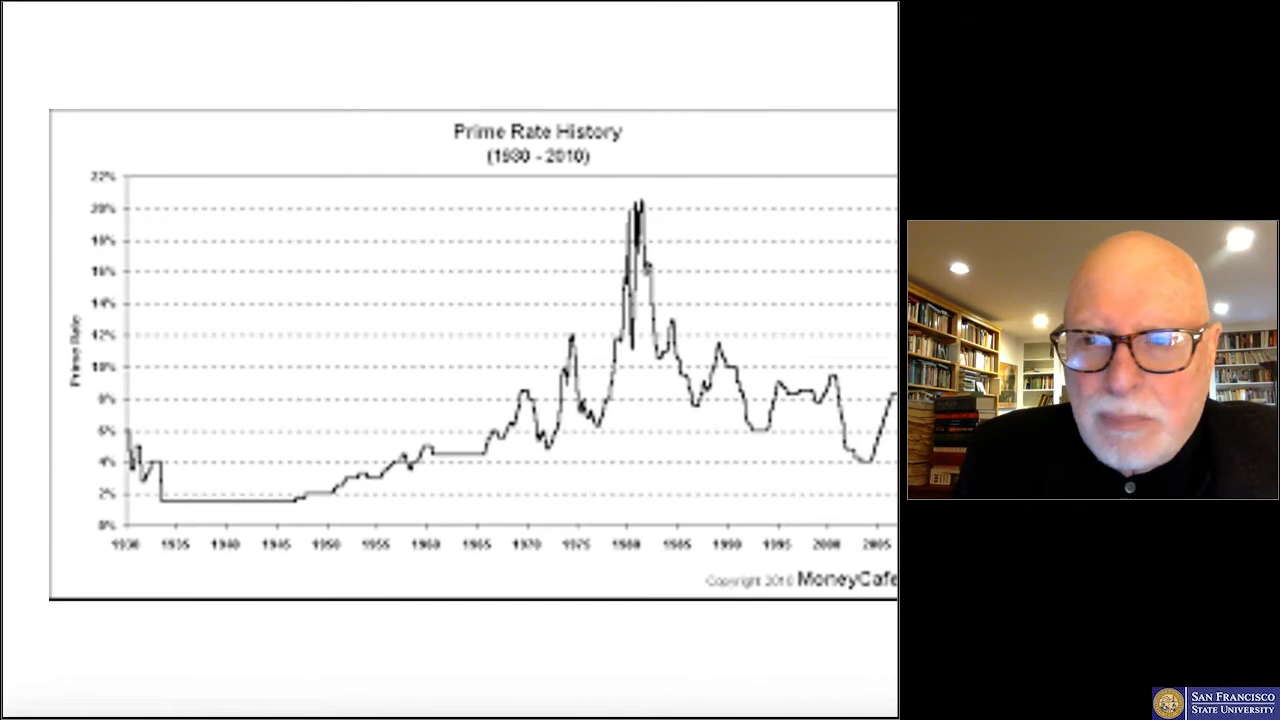 Prime Rate History
(1930 - 2010)
22%
20%
18%
16%
14%
12%
10%
8%
6%
4%
2%
0%
Prime Rate
1930 1935 1940 1945 1950 1955 1960 1965 1970 1975 1980 1985 1990 1995 2000 2005
Copyright 2010 MoneyCafe
SAN FRANCISCO
STATE UNIVERSITY